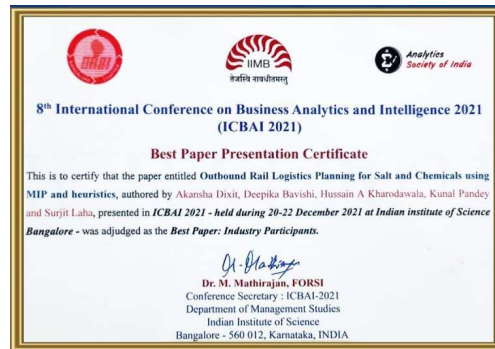 ORSI
IIMB
तेजस्वि नावधीतमस्तु
Analytics
Society of India
8th International Conference on Business Analytics and Intelligence 2021
(ICBAI 2021)
Best Paper Presentation Certificate
This is to certify that the paper entitled Outbound Rail Logistics Planning for Salt and Chemicals using
MIP and heuristics, authored by Akansha Dixit, Deepika Bavishi, Hussain A Kharodawala, Kunal Pandey
and Surjit Laha, presented in ICBAI 2021 - held during 20-22 December 2021 at Indian institute of Science
Bangalore - was adjudged as the Best Paper: Industry Participants.
Dr. M. Mathirajan, FORSI
Conference Secretary : ICBAI-2021
Department of Management Studies
Indian Institute of Science
Bangalore - 560 012, Karnataka, INDIA